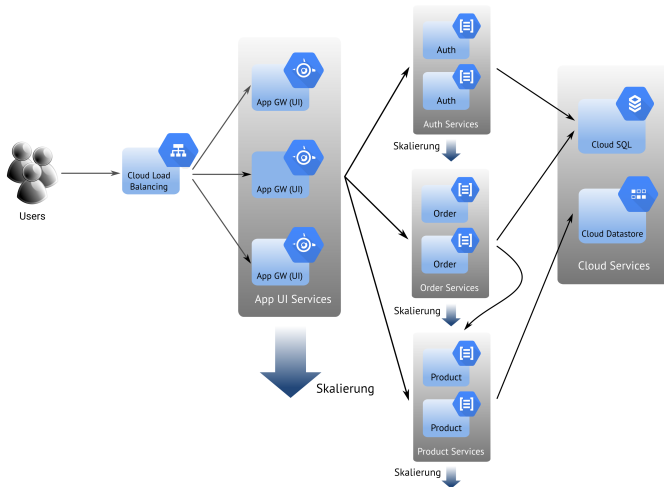 Users
Cloud Load
Balancing
App GW (UI)
App GW (UI)
App GW (UI)
App UI Services
Skalierung
Auth
Auth
Auth Services
Skalierung
Order
Order
Order Services
Skalierung
Product
Product
Product Services
Skalierung
Cloud SQL
Cloud Datastore
Cloud Services